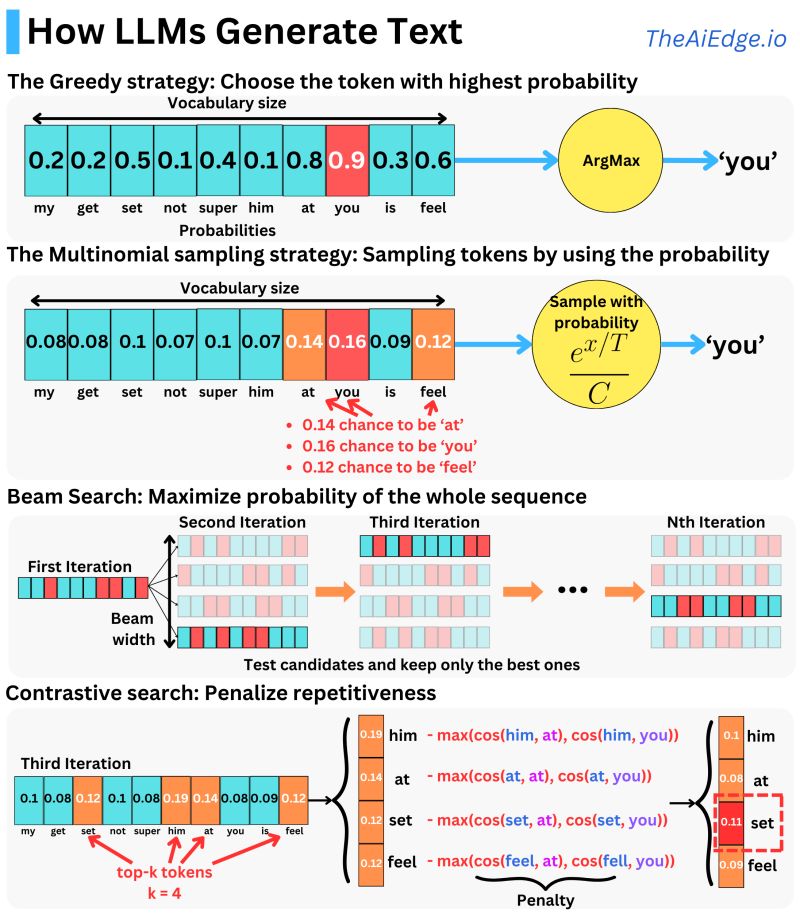 How LLMs Generate Text
TheAiEdge.io
The Greedy strategy: Choose the token with highest probability
Vocabulary size
0.2 0.2 0.5 0.1 0.4 0.1 0.8 0.9 0.3 0.6
my get set not super him at you is feel
Probabilities
ArgMax
‘you’
The Multinomial sampling strategy: Sampling tokens by using the probability
Vocabulary size
0.08 0.08 0.1 0.07 0.1 0.07 0.14 0.16 0.09 0.12
my get set not super him at you is feel
Sample with
probability
e^{x/T}
C
‘you’
• 0.14 chance to be ‘at’
• 0.16 chance to be ‘you’
• 0.12 chance to be ‘feel’
Beam Search: Maximize probability of the whole sequence
First Iteration
Second Iteration
Third Iteration
Nth Iteration
Beam
width
•••
Test candidates and keep only the best ones
Contrastive search: Penalize repetitiveness
Third Iteration
0.1 0.08 0.12 0.1 0.08 0.19 0.14 0.08 0.09 0.12
my get set not super him at you is feel
top-k tokens
k = 4
0.19 him - max(cos(him, at), cos(him, you))
0.14 at - max(cos(at, at), cos(at, you))
0.12 set - max(cos(set, at), cos(set, you))
0.12 feel - max(cos(feel, at), cos(fell, you))
Penalty
0.1 him
0.08 at
0.11 set
0.09 feel